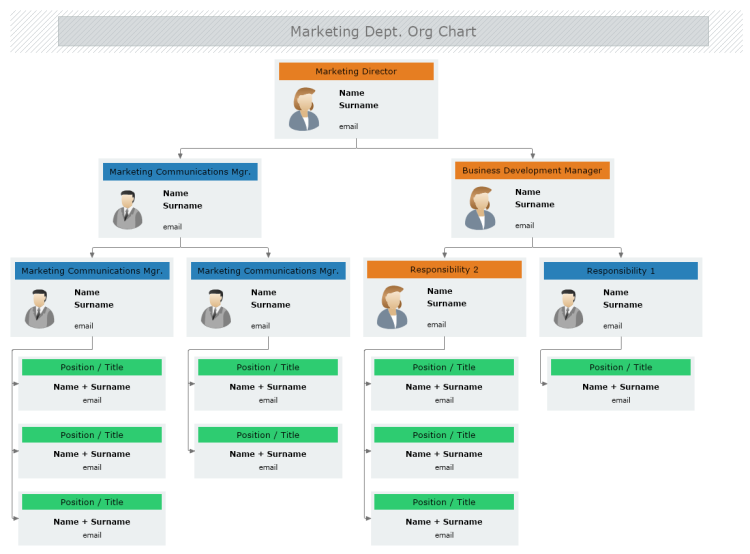 Marketing Dept. Org Chart
Marketing Director
Name
Surname
email
Marketing Communications Mgr.
Name
Surname
email
Business Development Manager
Name
Surname
email
Marketing Communications Mgr.
Name
Surname
email
Marketing Communications Mgr.
Name
Surname
email
Responsibility 2
Name
Surname
email
Responsibility 1
Name
Surname
email
Position / Title
Name + Surname
email
Position / Title
Name + Surname
email
Position / Title
Name + Surname
email
Position / Title
Name + Surname
email
Position / Title
Name + Surname
email
Position / Title
Name + Surname
email
Position / Title
Name + Surname
email
Position / Title
Name + Surname
email
Position / Title
Name + Surname
email